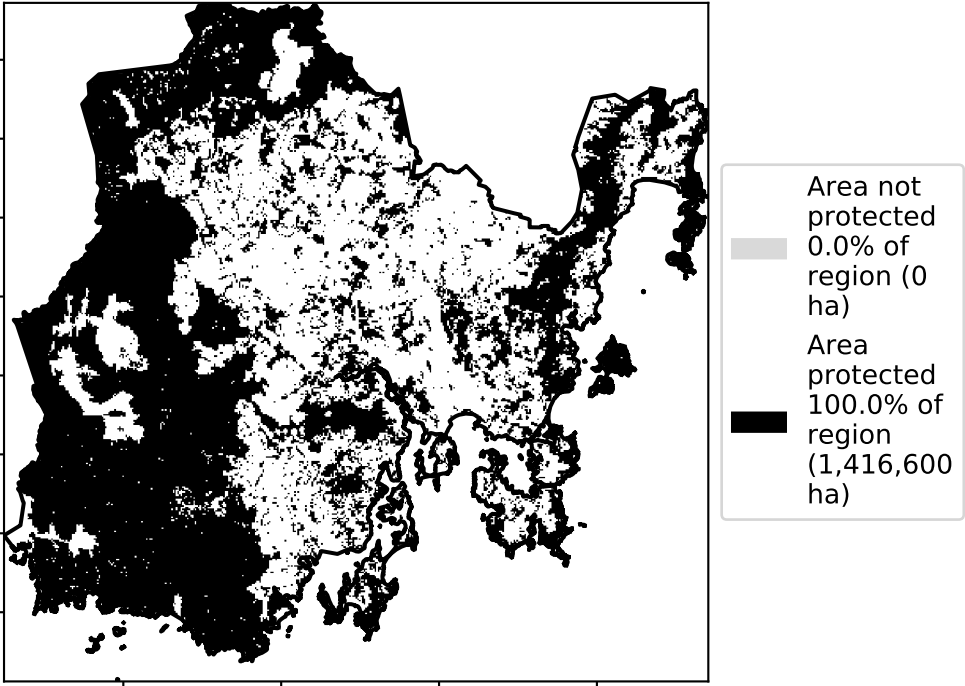 Area not
protected
0.0% of
region (0
ha)
Area
protected
100.0% of
region
(1,416,600
ha)